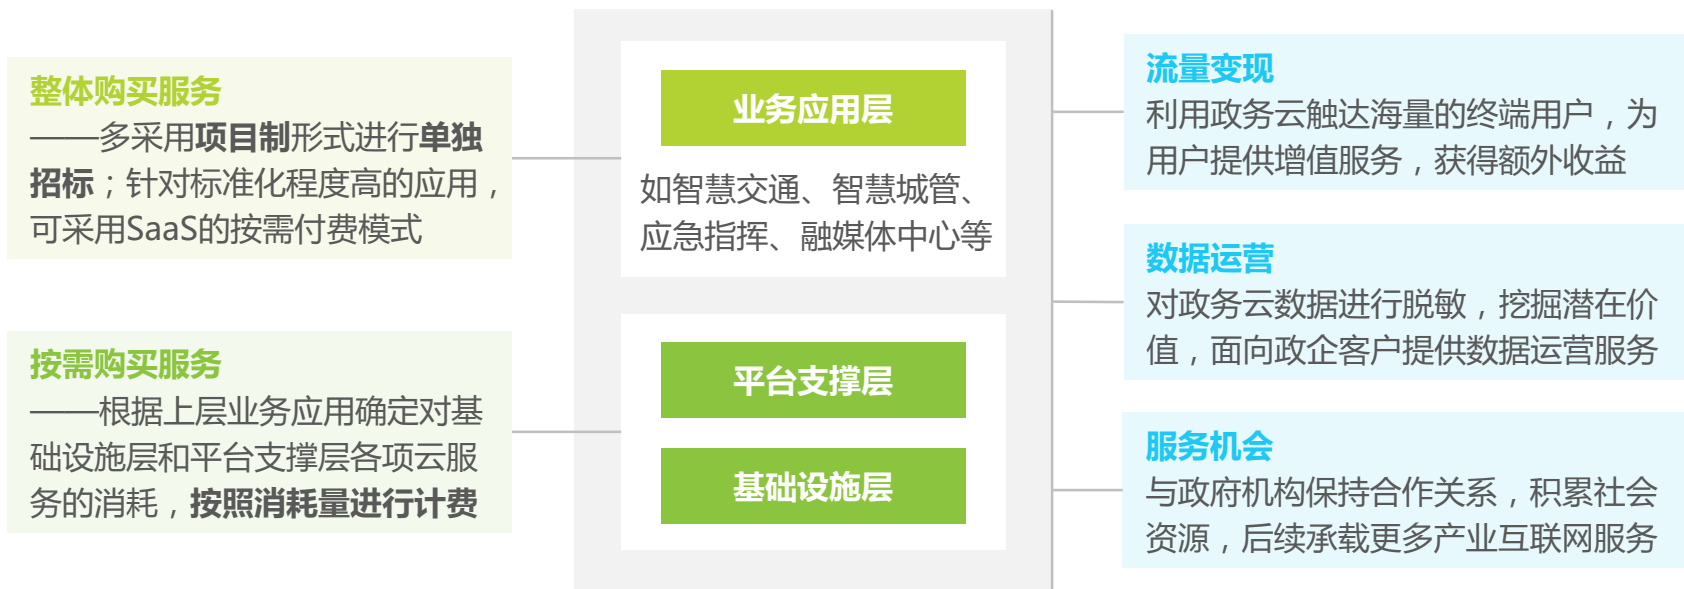 整体购买服务
——多采用项目制形式进行单独
招标；针对标准化程度高的应用，
可采用SaaS的按需付费模式
按需购买服务
——根据上层业务应用确定对基
础设施层和平台支撑层各项云服
务的消耗，按照消耗量进行计费
业务应用层
如智慧交通、智慧城管、
应急指挥、融媒体中心等
平台支撑层
基础设施层
流量变现
利用政务云触达海量的终端用户，为
用户提供增值服务，获得额外收益
数据运营
对政务云数据进行脱敏，挖掘潜在价
值，面向政企客户提供数据运营服务
服务机会
与政府机构保持合作关系，积累社会
资源，后续承载更多产业互联网服务